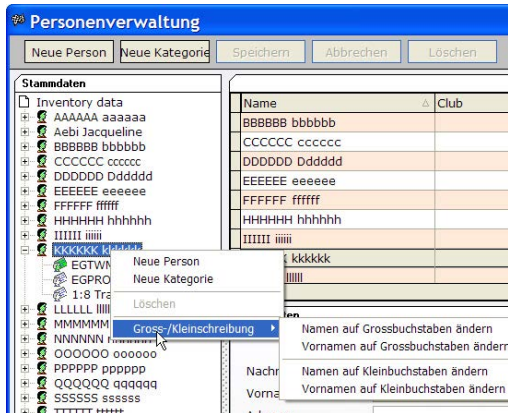 Personenverwaltung
Neue Person Neue Kategorie Speichern Abbrechen Löschen
Stammdaten
Inventory data
AAAAAA aaaaaa
Aebi Jacqueline
BBBBBB bbbbbb
CCCCCC cccccc
DDDDDD Dddddd
EEEEEE eeeeee
FFFFFF ffffff
HHHHHH hhhhhh
IIIIII iiiiii
KKKKKK kkkkkk
EGTWN
EGPRO
1:8 Tra
LLLLLL lllll
MMMMMM
NNNNNN nnnnnn
OOOOOO oooooo
PPPPPP pppppp
QQQQQQ qqqqqq
SSSSSS ssssss
TTTTTT tttttt
Name Club
BBBBBB bbbbbb
CCCCCC cccccc
DDDDDD Dddddd
EEEEEE eeeeee
FFFFFF ffffff
HHHHHH hhhhhh
IIIIII iiiiii
K kkkkkk
llllll
Neue Person
Neue Kategorie
Löschen
Gross-/Kleinschreibung
Namen auf Grossbuchstaben ändern
Vornamen auf Grossbuchstaben ändern
Namen auf Kleinbuchstaben ändern
Vornamen auf Kleinbuchstaben ändern
Nachr
Vorna